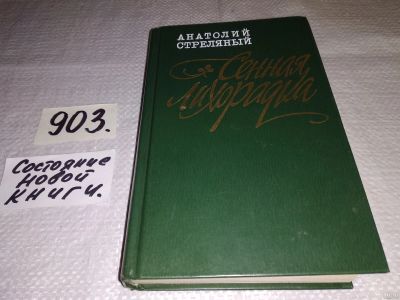 АНАТОЛИЙ
СТРЕЛЯНЫЙ
Сенная
лихорадка
903.
Состояние
новой
книги.